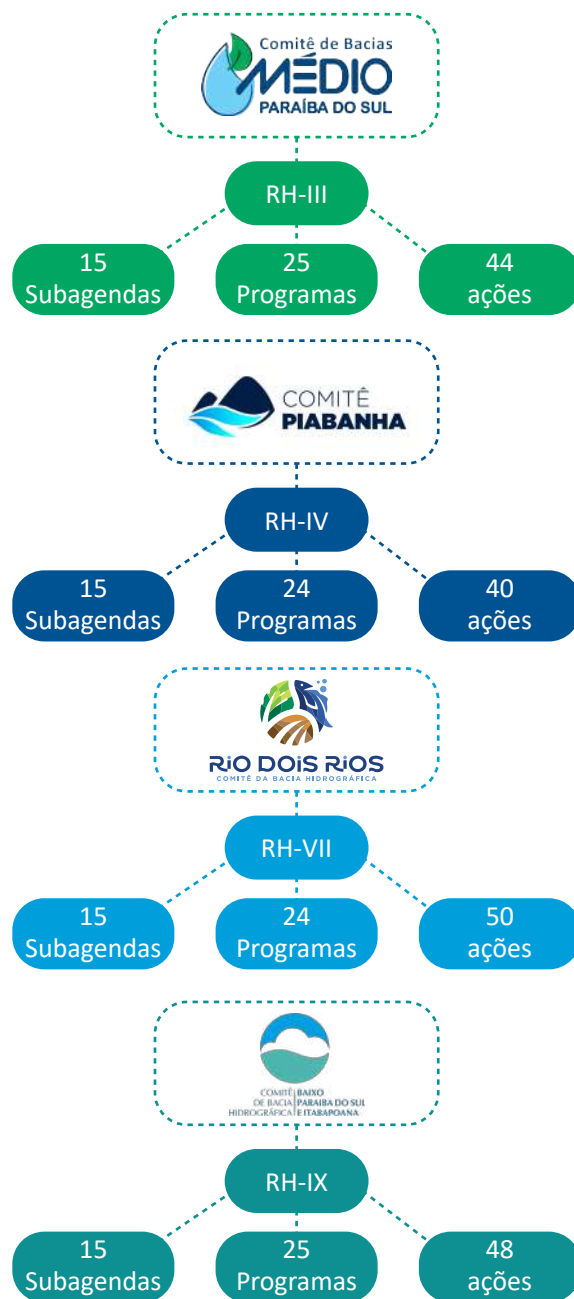 Comitê de Bacias
MÉDIO
PARAÍBA DO SUL
RH-III
15
Subagendas
25
Programas
44
ações
COMITÊ
PIABANHA
RH-IV
15
Subagendas
24
Programas
40
ações
RIO DOIS RIOS
COMITÊ DA BACIA HIDROGRÁFICA
RH-VII
15
Subagendas
24
Programas
50
ações
COMITÊ
DE BACIA
HIDROGRÁFICA
BAIXO
PARAIBA DO SUL
E ITABAPOANA
RH-IX
15
Subagendas
25
Programas
48
ações